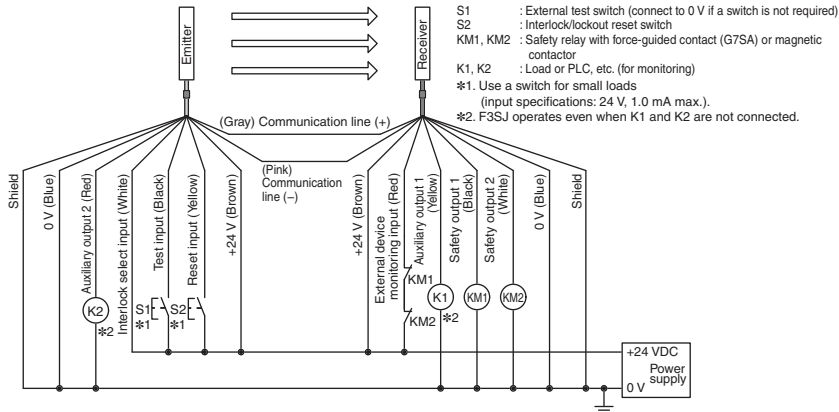 Emitter
Receiver
S1 : External test switch (connect to 0 V if a switch is not required)
S2 : Interlock/lockout reset switch
KM1, KM2 : Safety relay with force-guided contact (G7SA) or magnetic
contactor
K1, K2 : Load or PLC, etc. (for monitoring)
*1. Use a switch for small loads
(input specifications: 24 V, 1.0 mA max.).
*2. F3SJ operates even when K1 and K2 are not connected.
(Gray) Communication line (+)
(Pink)
Communication
line (−)
Shield
0 V (Blue)
Auxiliary output 2 (Red)
Interlock select input (White)
Test input (Black)
Reset input (Yellow)
+24 V (Brown)
+24 V (Brown)
External device
monitoring input (Red)
Auxiliary output 1
(Yellow)
Safety output 1
(Black)
Safety output 2
(White)
0 V (Blue)
Shield
K2
*2
S1
*1
S2
*1
KM1
KM2
K1
*2
KM1
KM2
+24 VDC
Power
supply
0 V